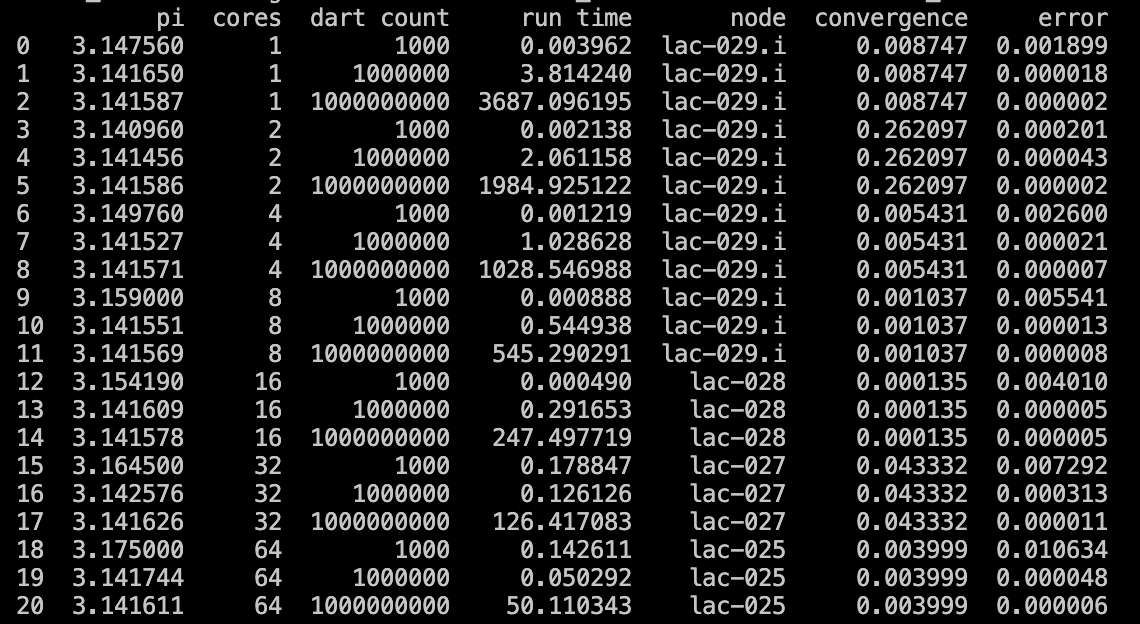 pi cores dart count run time node convergence error
0 3.147560 1 1000 0.003962 lac-029.i 0.008747 0.001899
1 3.141650 1 1000000 3.814240 lac-029.i 0.008747 0.000018
2 3.141587 1 1000000000 3687.096195 lac-029.i 0.008747 0.000002
3 3.140960 2 1000 0.002138 lac-029.i 0.262097 0.000201
4 3.141456 2 1000000 2.061158 lac-029.i 0.262097 0.000043
5 3.141586 2 1000000000 1984.925122 lac-029.i 0.262097 0.000002
6 3.149760 4 1000 0.001219 lac-029.i 0.005431 0.002600
7 3.141527 4 1000000 1.028628 lac-029.i 0.005431 0.000021
8 3.141571 4 1000000000 1028.546988 lac-029.i 0.005431 0.000007
9 3.159000 8 1000 0.000888 lac-029.i 0.001037 0.005541
10 3.141551 8 1000000 0.544938 lac-029.i 0.001037 0.000013
11 3.141569 8 1000000000 545.290291 lac-029.i 0.001037 0.000008
12 3.154190 16 1000 0.000490 lac-028 0.000135 0.004010
13 3.141609 16 1000000 0.291653 lac-028 0.000135 0.000005
14 3.141578 16 1000000000 247.497719 lac-028 0.000135 0.000005
15 3.164500 32 1000 0.178847 lac-027 0.043332 0.007292
16 3.142576 32 1000000 0.126126 lac-027 0.043332 0.000313
17 3.141626 32 1000000000 126.417083 lac-027 0.043332 0.000011
18 3.175000 64 1000 0.142611 lac-025 0.003999 0.010634
19 3.141744 64 1000000 0.050292 lac-025 0.003999 0.000048
20 3.141611 64 1000000000 50.110343 lac-025 0.003999 0.000006